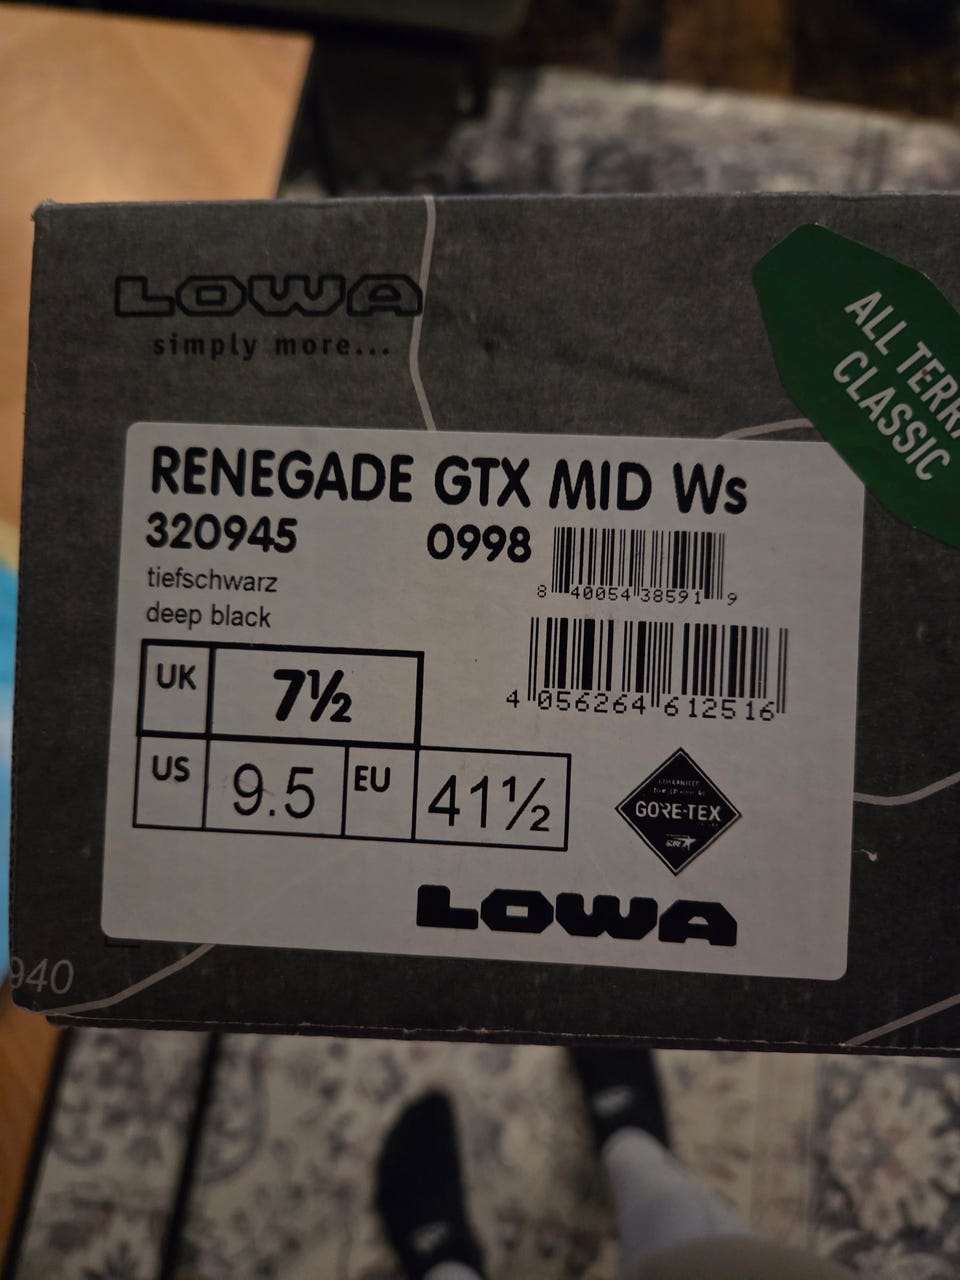 LOWA
simply more...
ALL
CLASSIC
RENEGADE GTX MID Ws
320945 0998
tiefschwarz
deep black
8 40054 38591 9
UK 7½
4 056264 612516
US 9.5 EU 41½
GUARANTEED
GORE-TEX
LOWA
940